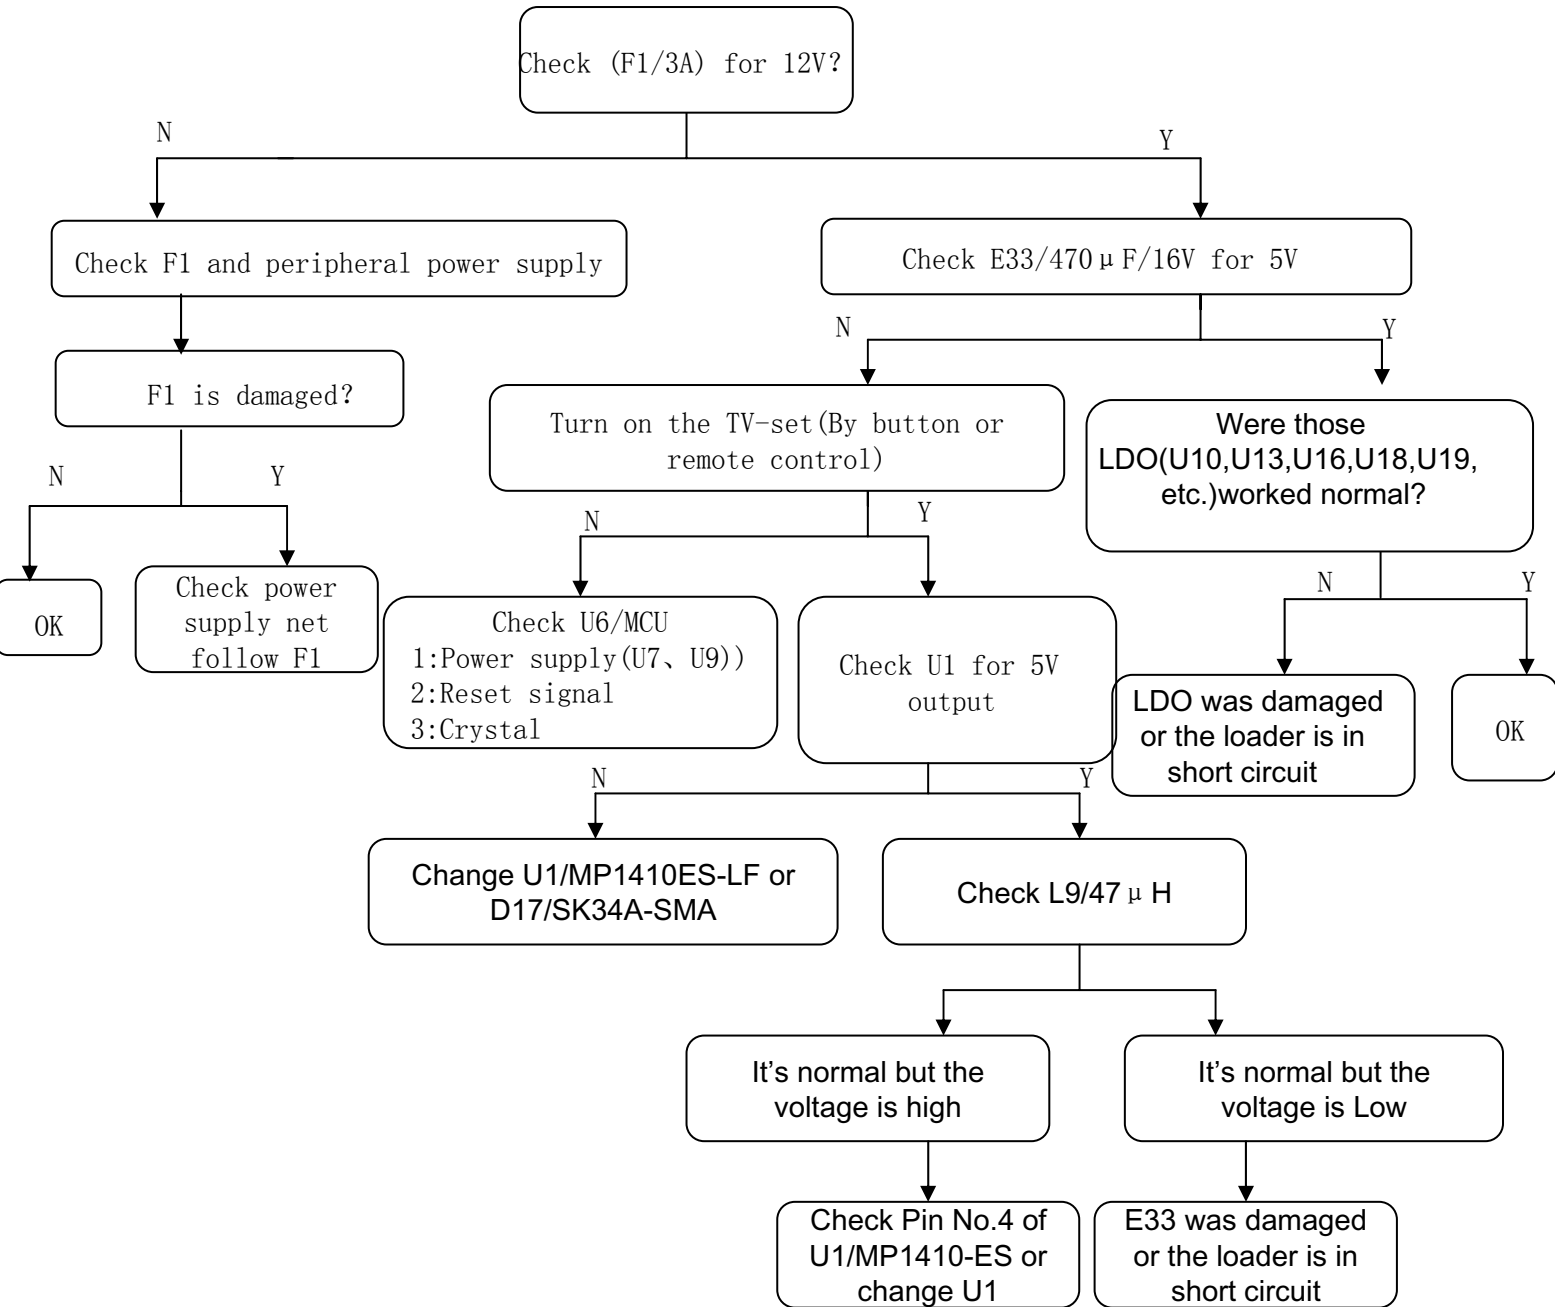 Check (F1/3A) for 12V?
N
Y
Check F1 and peripheral power supply
Check E33/470μF/16V for 5V
N
Y
F1 is damaged?
Turn on the TV-set(By button or
remote control)
Were those
LDO(U10,U13,U16,U18,U19,
etc.)worked normal?
N
Y
N
Y
N
Y
OK
Check power
supply net
follow F1
Check U6/MCU
1:Power supply(U7、U9))
2:Reset signal
3:Crystal
Check U1 for 5V
output
LDO was damaged
or the loader is in
short circuit
OK
N
Y
Change U1/MP1410ES-LF or
D17/SK34A-SMA
Check L9/47μH
It’s normal but the
voltage is high
It’s normal but the
voltage is Low
Check Pin No.4 of
U1/MP1410-ES or
change U1
E33 was damaged
or the loader is in
short circuit